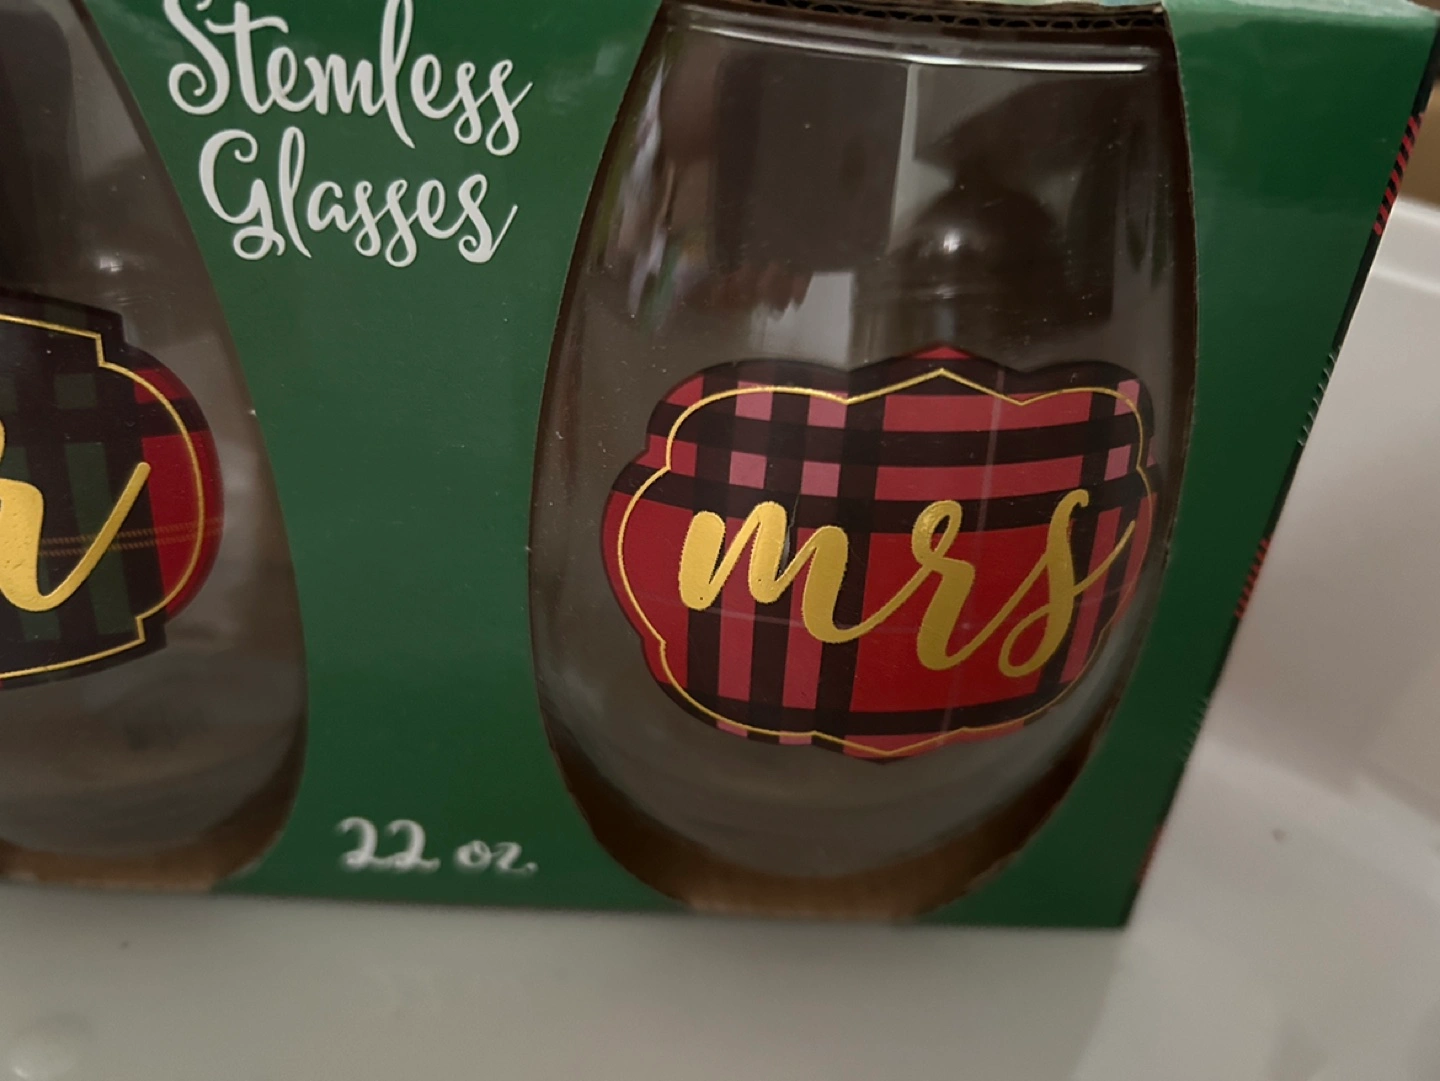 Stemless
Glasses
r
mrs
22 oz.